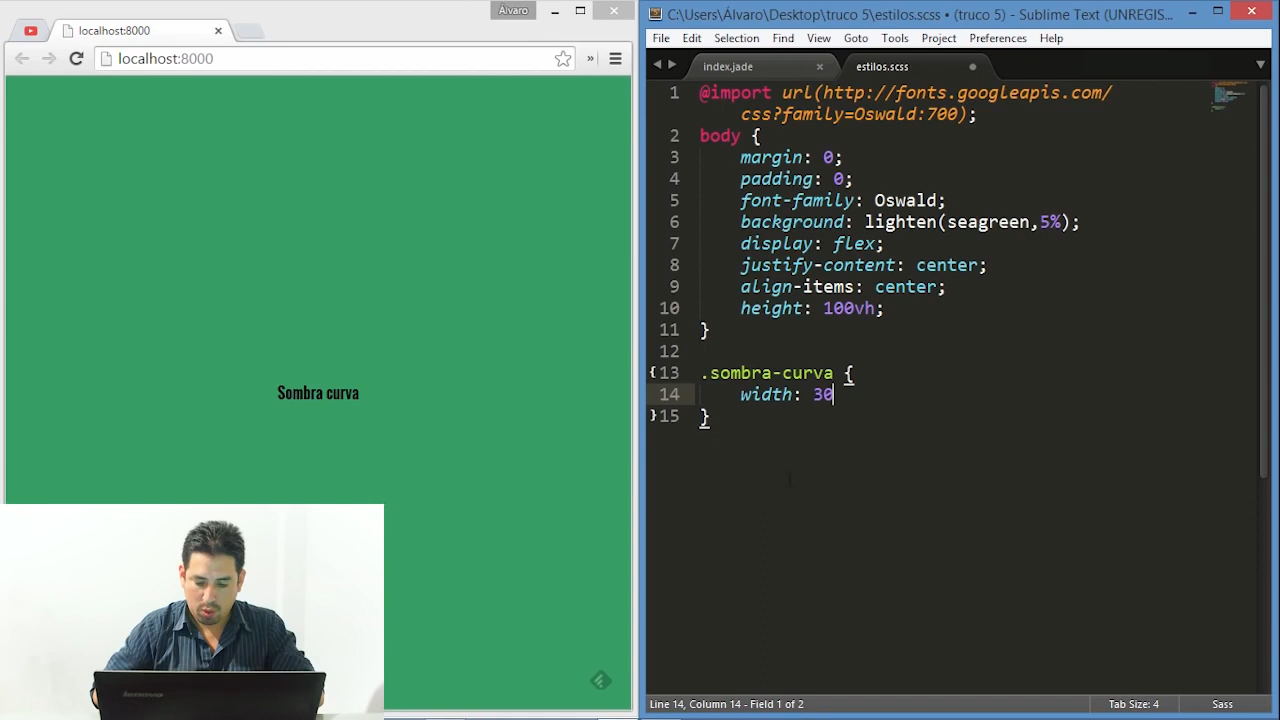 Álvaro
localhost:8000
localhost:8000
Sombra curva
C:\Users\Álvaro\Desktop\truco 5\estilos.scss • (truco 5) - Sublime Text (UNREGIS...
File Edit Selection Find View Goto Tools Project Preferences Help
index.jade
estilos.scss
1 @import url(http://fonts.googleapis.com/
css?family=Oswald:700);
2 body {
3 margin: 0;
4 padding: 0;
5 font-family: Oswald;
6 background: lighten(seagreen,5%);
7 display: flex;
8 justify-content: center;
9 align-items: center;
10 height: 100vh;
11 }
12
13 .sombra-curva {
14 width: 30
15 }
Line 14, Column 14 - Field 1 of 2
Tab Size: 4
Sass